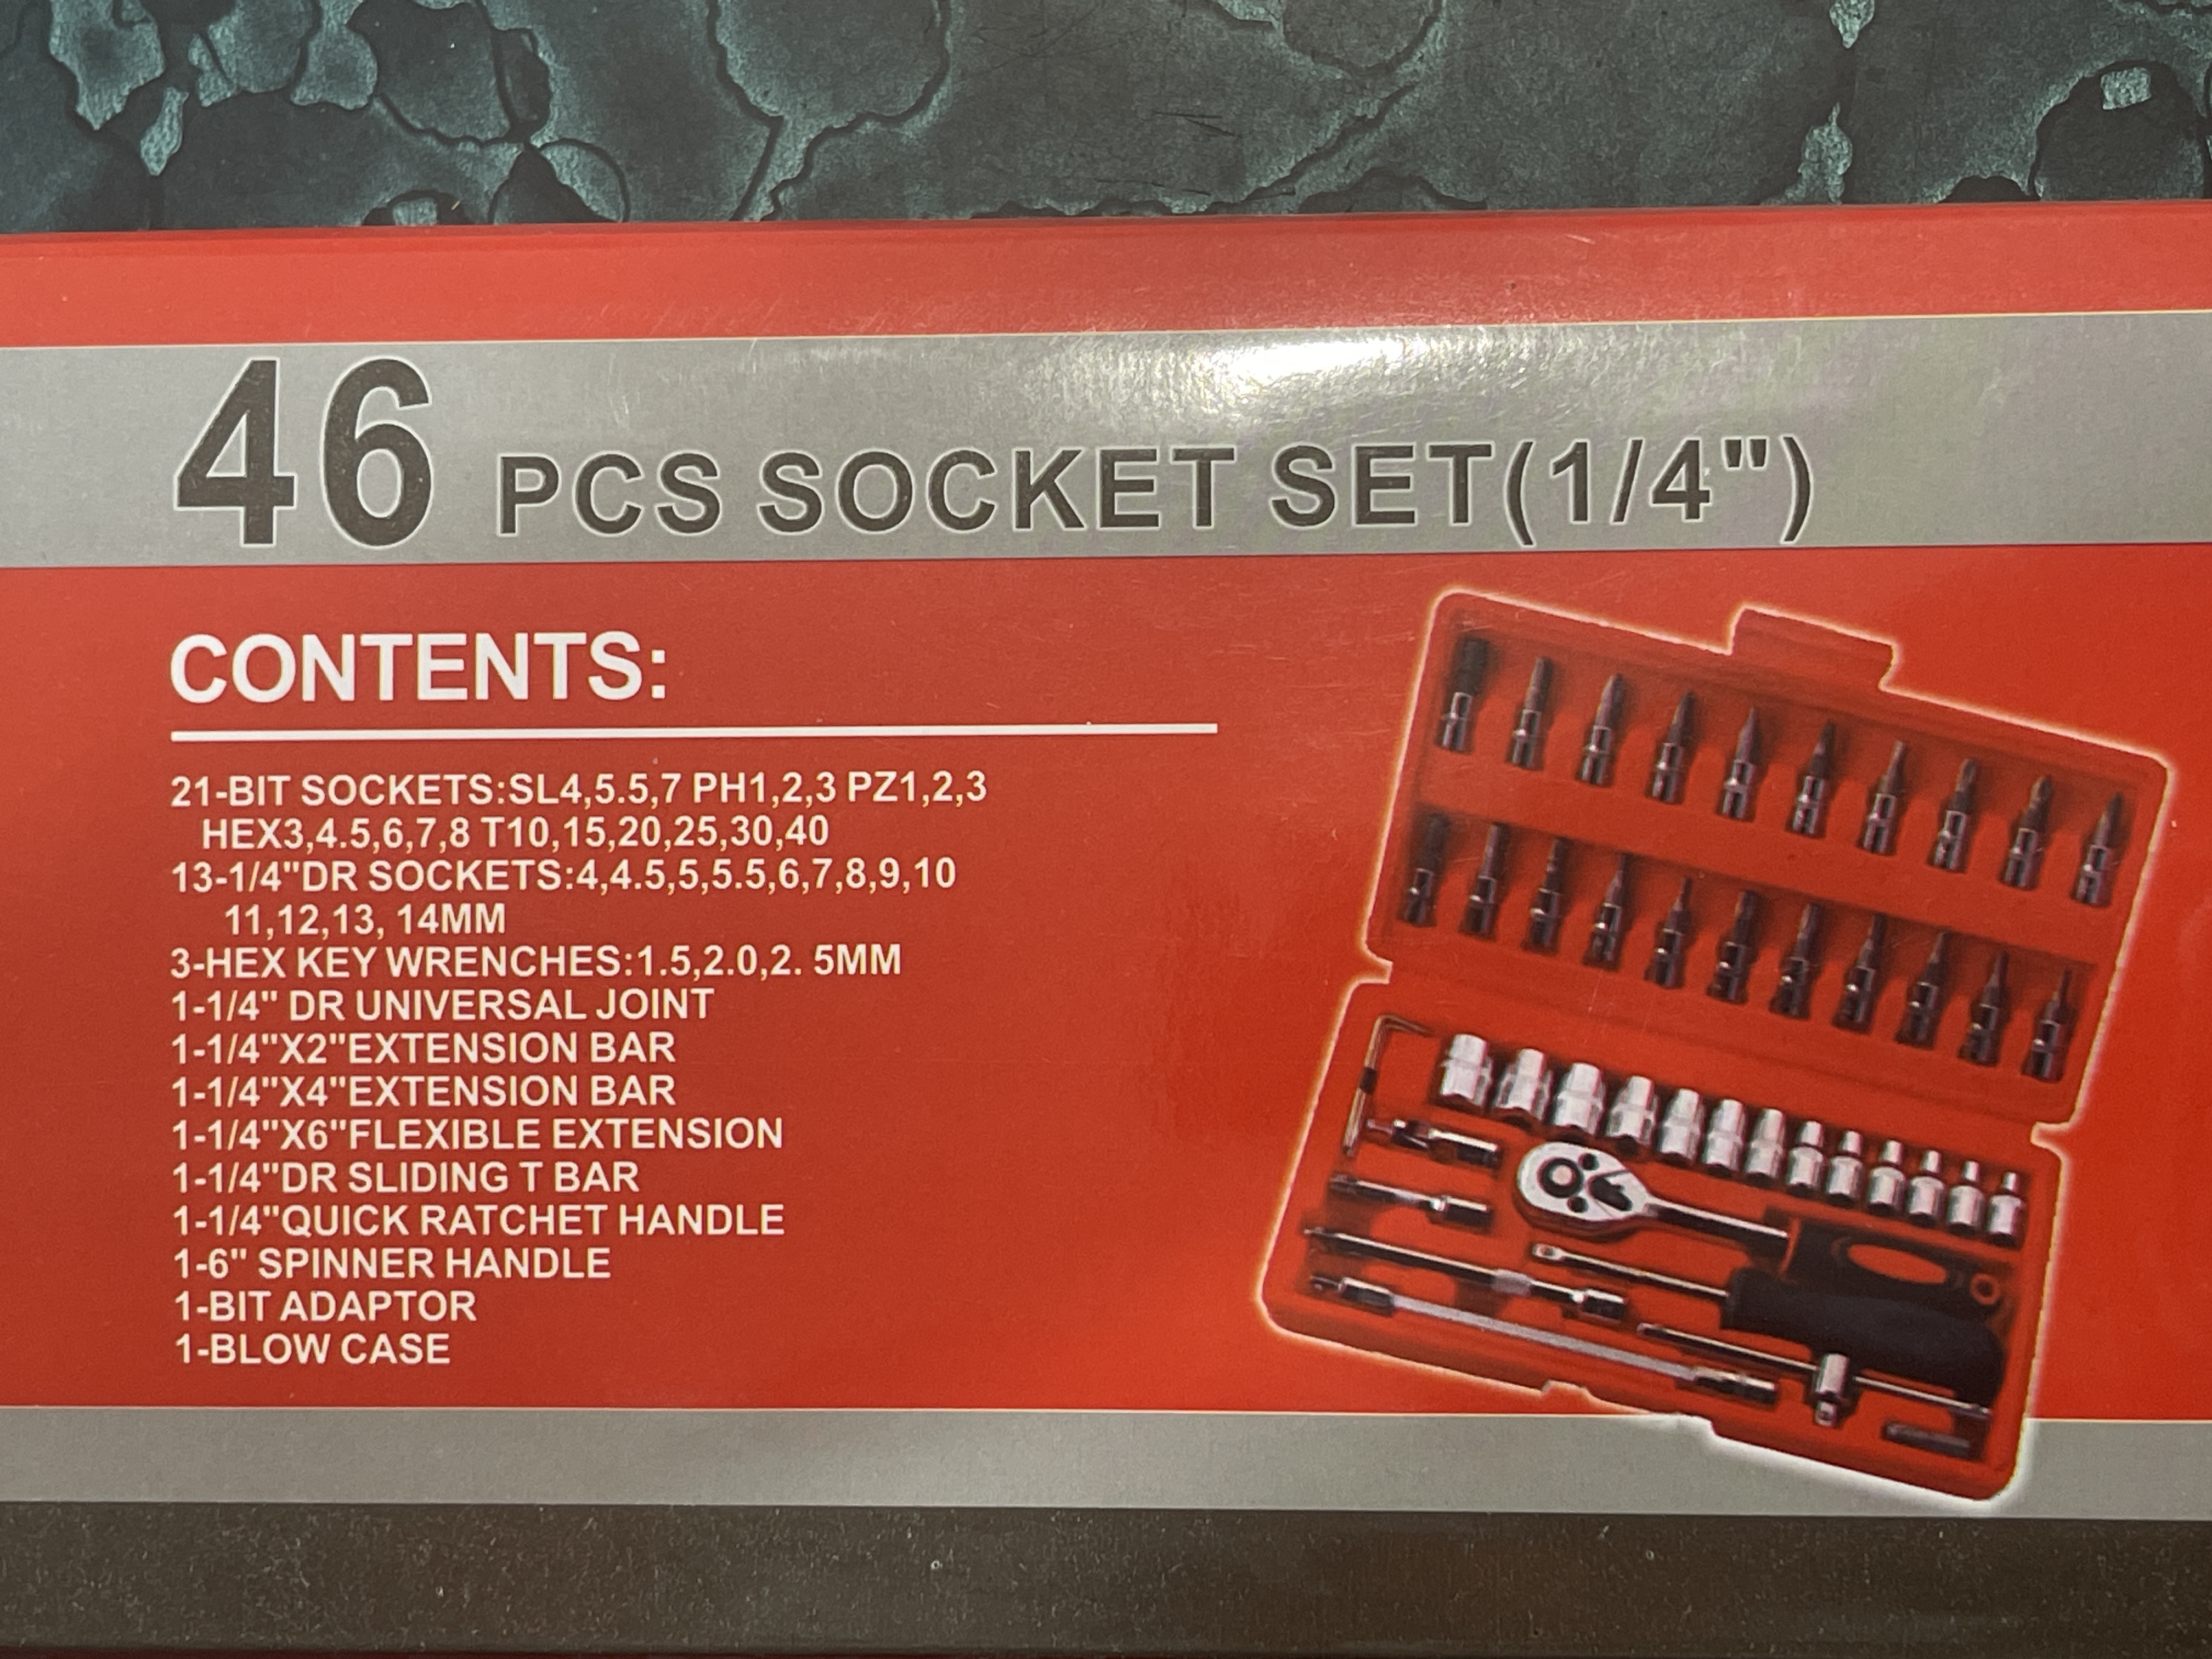 46 PCS SOCKET SET(1/4")
CONTENTS:
21-BIT SOCKETS:SL4,5.5,7 PH1,2,3 PZ1,2,3
HEX3,4.5,6,7,8 T10,15,20,25,30,40
13-1/4"DR SOCKETS:4,4.5,5,5.5,6,7,8,9,10
11,12,13, 14MM
3-HEX KEY WRENCHES:1.5,2.0,2. 5MM
1-1/4" DR UNIVERSAL JOINT
1-1/4"X2"EXTENSION BAR
1-1/4"X4"EXTENSION BAR
1-1/4"X6"FLEXIBLE EXTENSION
1-1/4"DR SLIDING T BAR
1-1/4"QUICK RATCHET HANDLE
1-6" SPINNER HANDLE
1-BIT ADAPTOR
1-BLOW CASE